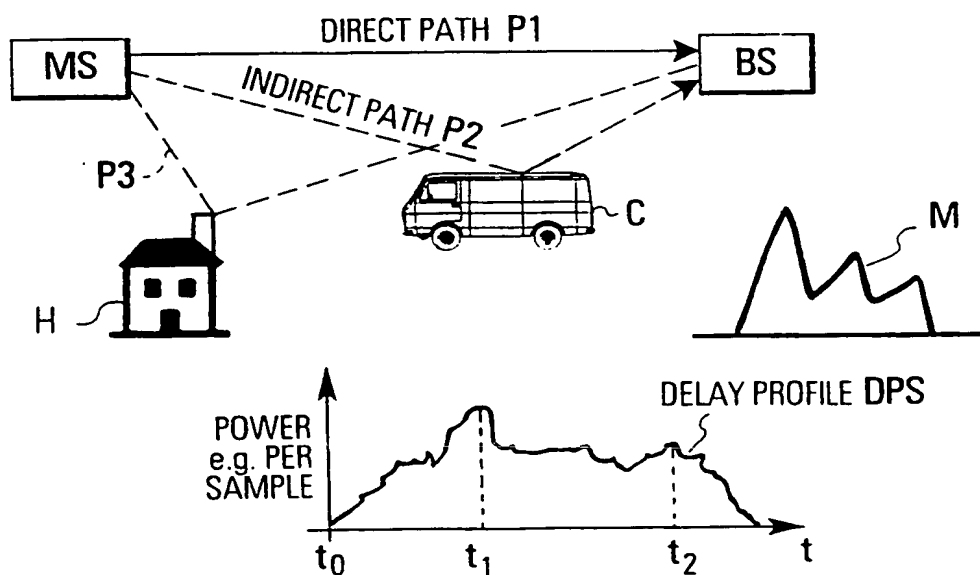 DIRECT PATH P1
MS
BS
INDIRECT PATH P2
P3
C
M
H
DELAY PROFILE DPS
POWER
e.g. PER
SAMPLE
t0
t1
t2
t